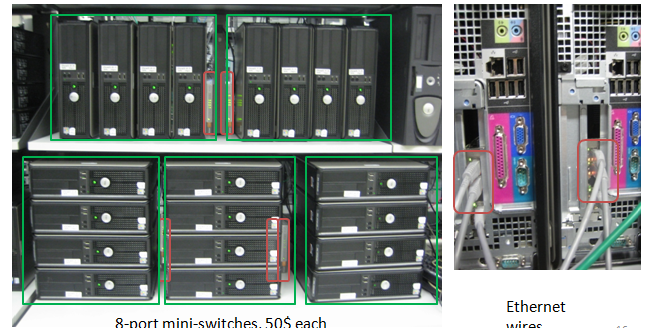 8-port mini-switches, 50$ each
Ethernet
wires